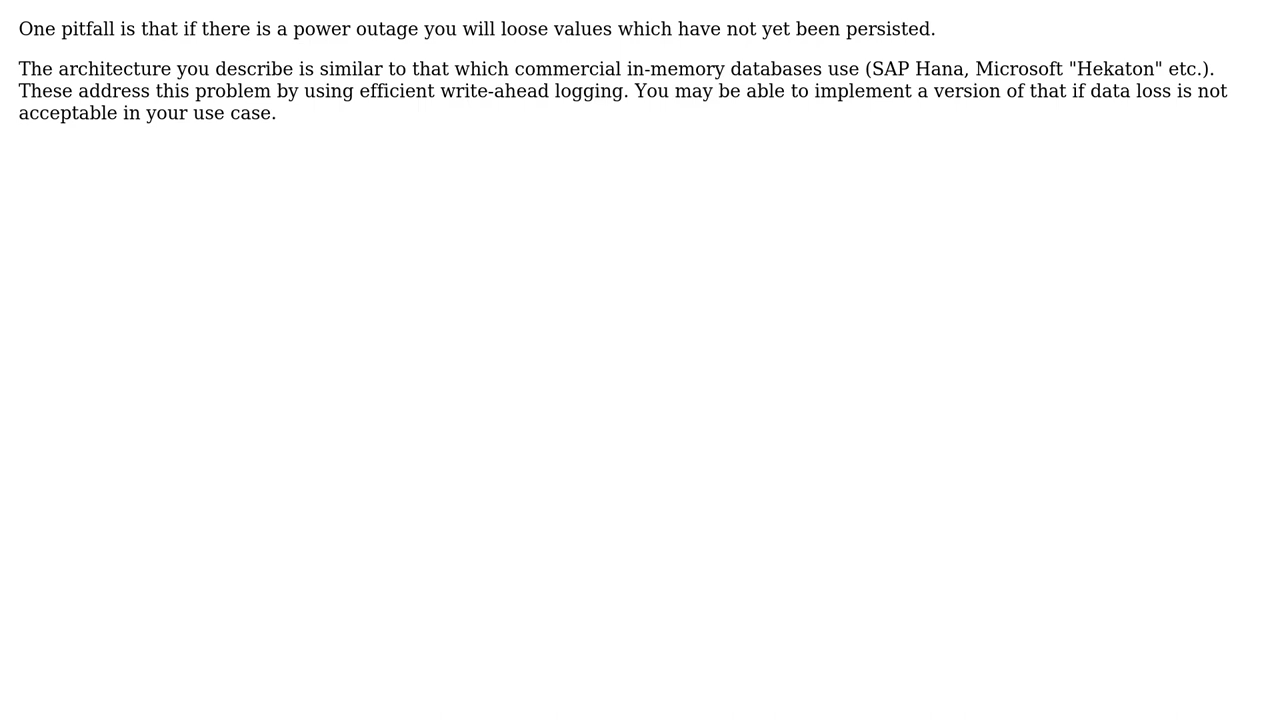 One pitfall is that if there is a power outage you will loose values which have not yet been persisted.
The architecture you describe is similar to that which commercial in-memory databases use (SAP Hana, Microsoft "Hekaton" etc.).
These address this problem by using efficient write-ahead logging. You may be able to implement a version of that if data loss is not
acceptable in your use case.